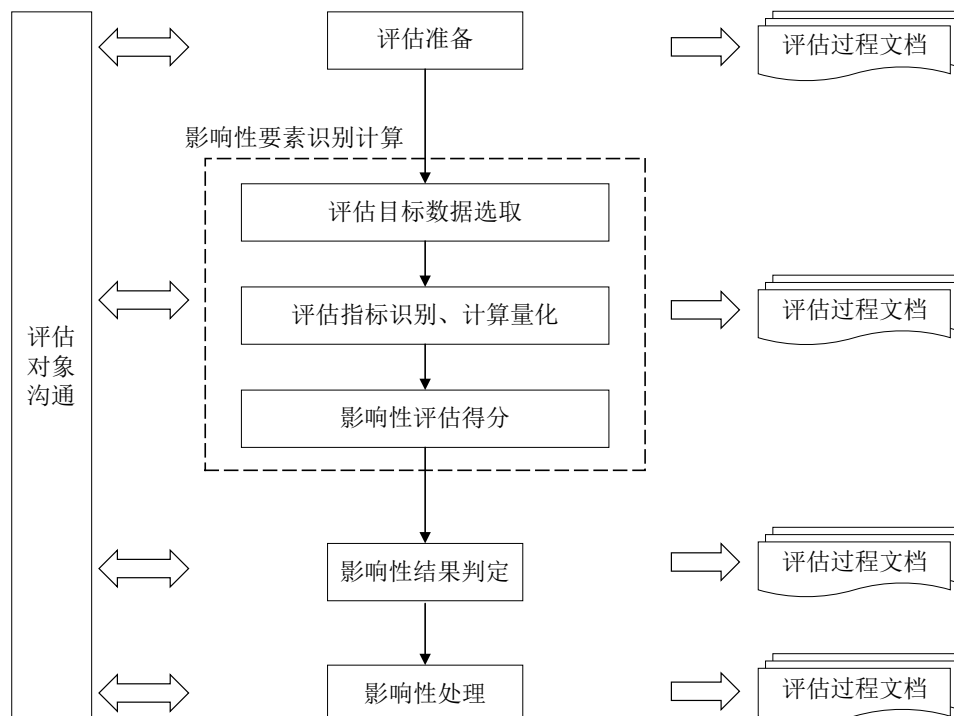 评估准备
评估过程文档
影响性要素识别计算
评估目标数据选取
评估指标识别、计算量化
评估过程文档
评估
对象
沟通
影响性评估得分
影响性结果判定
评估过程文档
影响性处理
评估过程文档